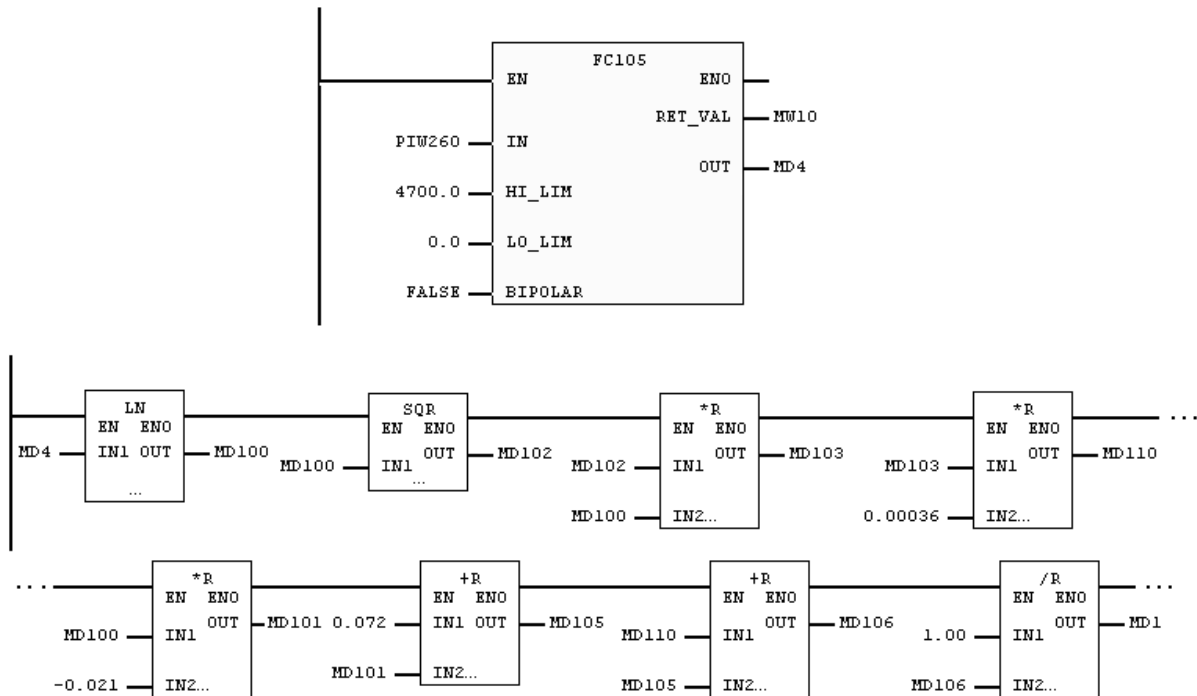 FC105
EN ENO
RET_VAL MW10
PIW260 IN
OUT MD4
4700.0 HI_LIM
0.0 LO_LIM
FALSE BIPOLAR
LN SQR *R *R
EN ENO EN ENO EN ENO EN ENO ...
MD4 IN1 OUT MD100 OUT MD102 OUT MD103 OUT MD110
MD100 IN1 MD102 IN1 MD103 IN1
... ...
MD100 IN2... 0.00036 IN2...
*R +R +R /R
... EN ENO EN ENO EN ENO EN ENO ...
OUT MD101 0.072 IN1 OUT MD105 OUT MD106 OUT MD1
MD100 IN1 MD110 IN1 1.00 IN1
MD101 IN2...
-0.021 IN2... MD105 IN2... MD106 IN2...